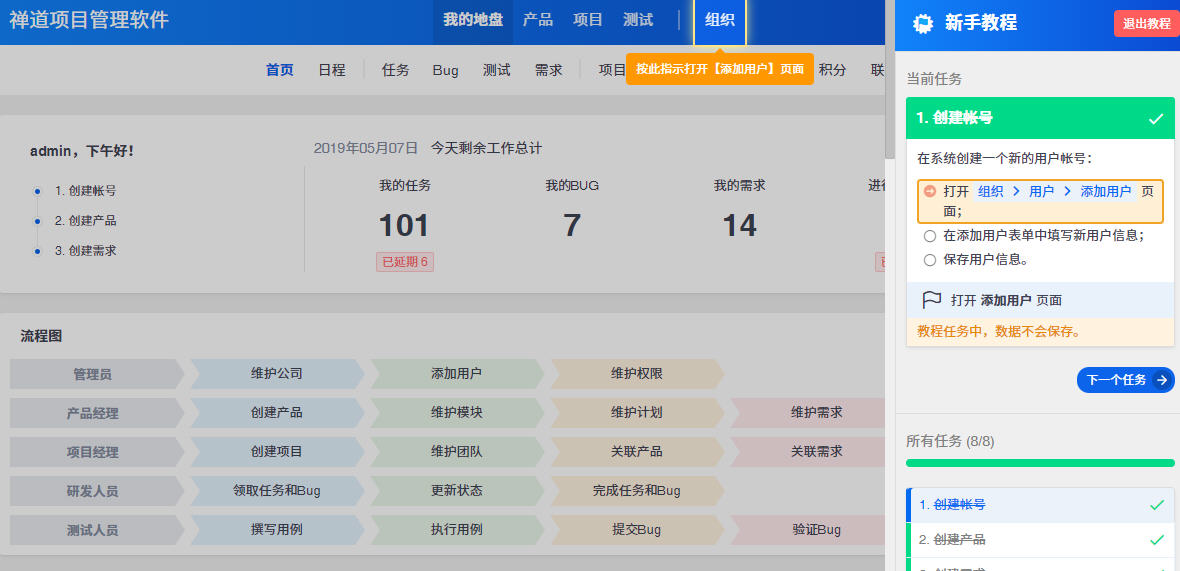 禅道项目管理软件
我的地盘 产品 项目 测试 | 组织
首页 日程 任务 Bug 测试 需求 项目 积分 联
按此指示打开【添加用户】页面
admin，下午好！
1. 创建帐号
2. 创建产品
3. 创建需求
2019年05月07日 今天剩余工作总计
我的任务 我的BUG 我的需求 进行
101 7 14
已延期 6
流程图
管理员 维护公司 添加用户 维护权限
产品经理 创建产品 维护模块 维护计划 维护需求
项目经理 创建项目 维护团队 关联产品 关联需求
研发人员 领取任务和Bug 更新状态 完成任务和Bug
测试人员 撰写用例 执行用例 提交Bug 验证Bug
新手教程
退出教程
当前任务
1. 创建帐号
在系统创建一个新的用户帐号：
打开 组织 > 用户 > 添加用户 页
面；
在添加用户表单中填写新用户信息；
保存用户信息。
打开 添加用户 页面
教程任务中，数据不会保存。
下一个任务
所有任务 (8/8)
1. 创建帐号
2. 创建产品